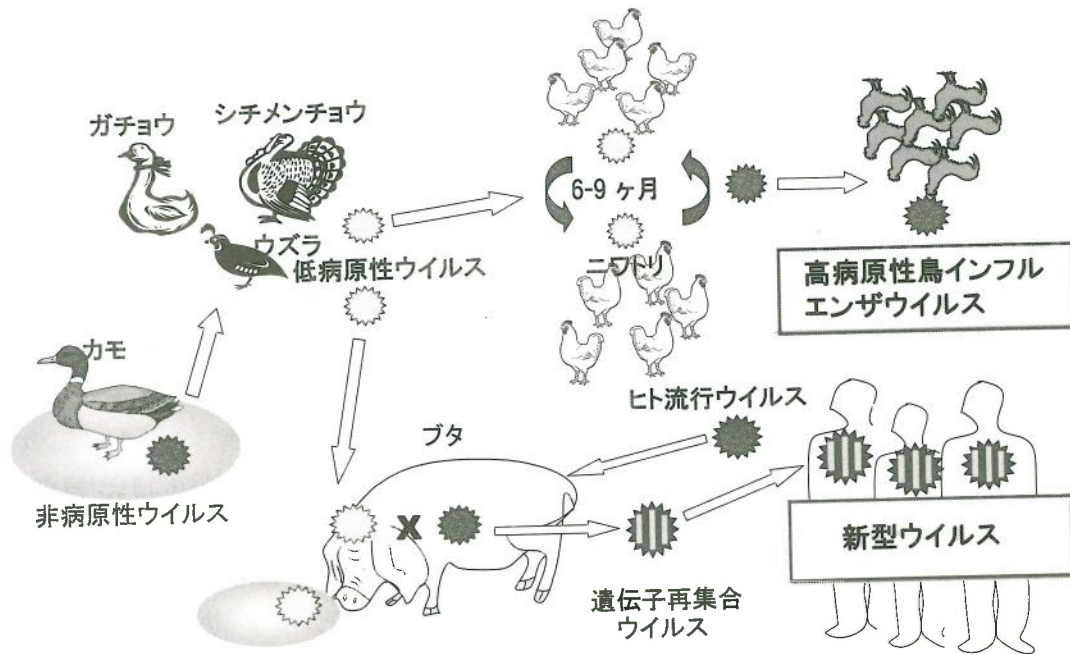 シチメンチョウ
ガチョウ
ウズラ
低病原性ウイルス
6-9 ヶ月
ニワトリ
高病原性鳥インフル
エンザウイルス
カモ
非病原性ウイルス
ブタ
ヒト流行ウイルス
X
遺伝子再集合
ウイルス
新型ウイルス